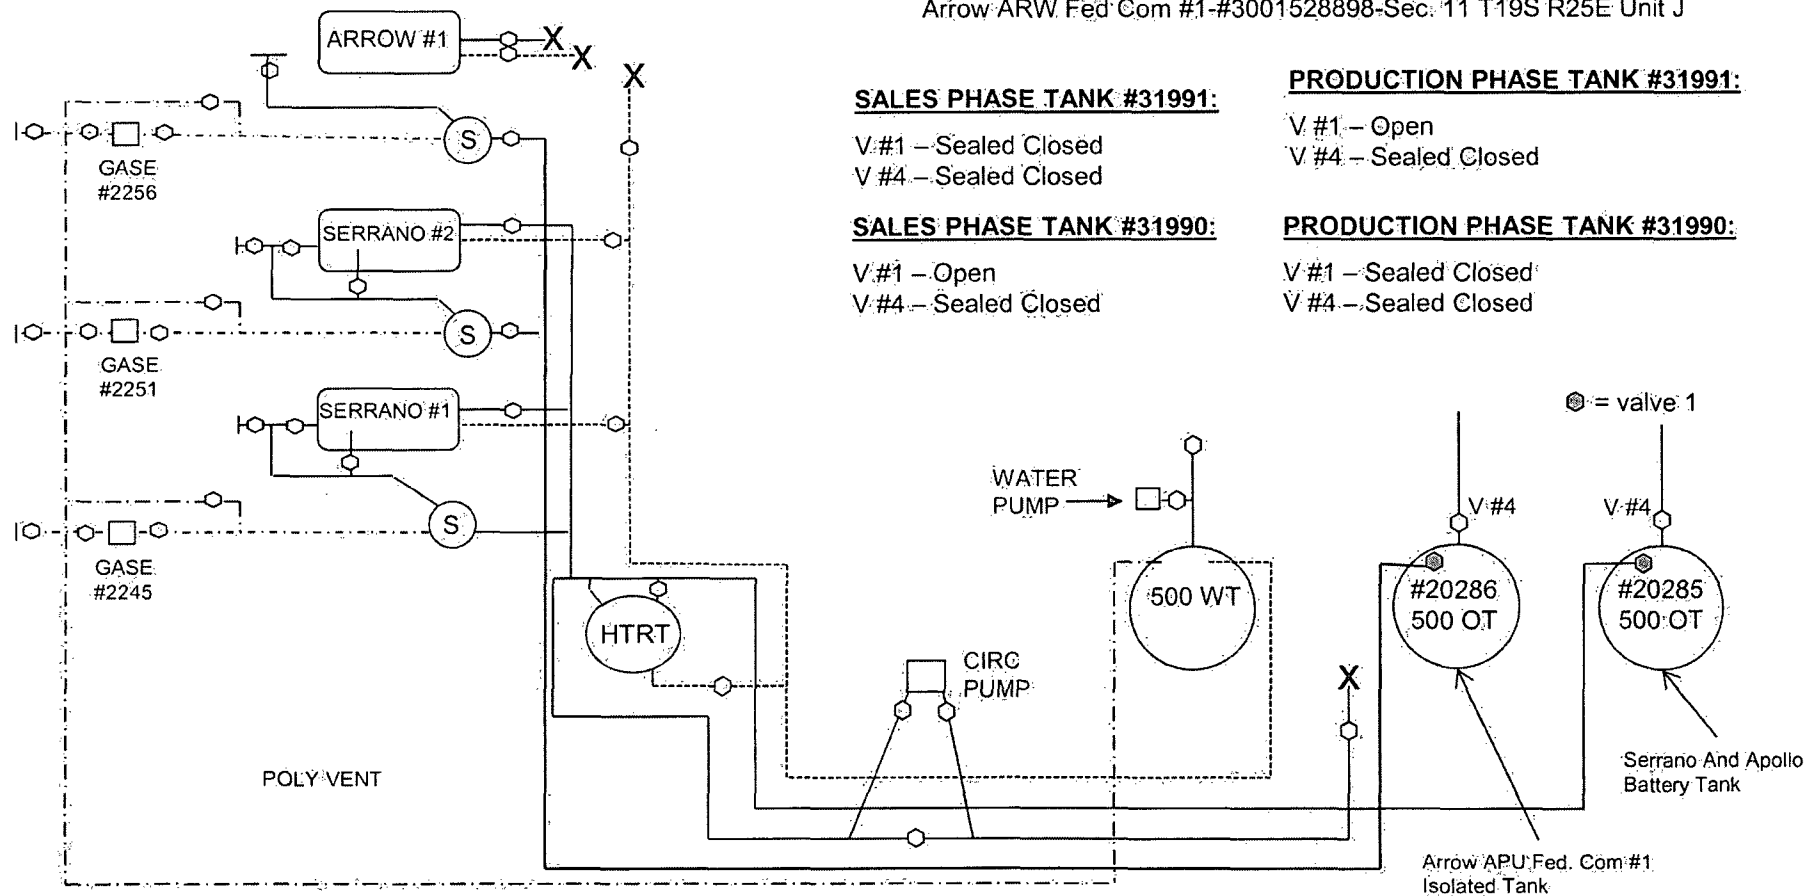 Arrow ARW Fed Com #1-#3001528898-Sec. 11 T19S R25E Unit J
ARROW #1
X
X
X
SALES PHASE TANK #31991:
V #1 – Sealed Closed
V #4 – Sealed Closed
PRODUCTION PHASE TANK #31991:
V #1 – Open
V #4 – Sealed Closed
S
GASE
#2256
SERRANO #2
SALES PHASE TANK #31990:
V #1 – Open
V #4 – Sealed Closed
PRODUCTION PHASE TANK #31990:
V #1 – Sealed Closed
V #4 – Sealed Closed
S
GASE
#2251
SERRANO #1
= valve 1
WATER
PUMP
V #4
V #4
S
GASE
#2245
500 WT
#20286
500 OT
#20285
500 OT
HTRT
CIRC
PUMP
X
POLY VENT
Serrano And Apollo
Battery Tank
Arrow APU Fed. Com #1
Isolated Tank